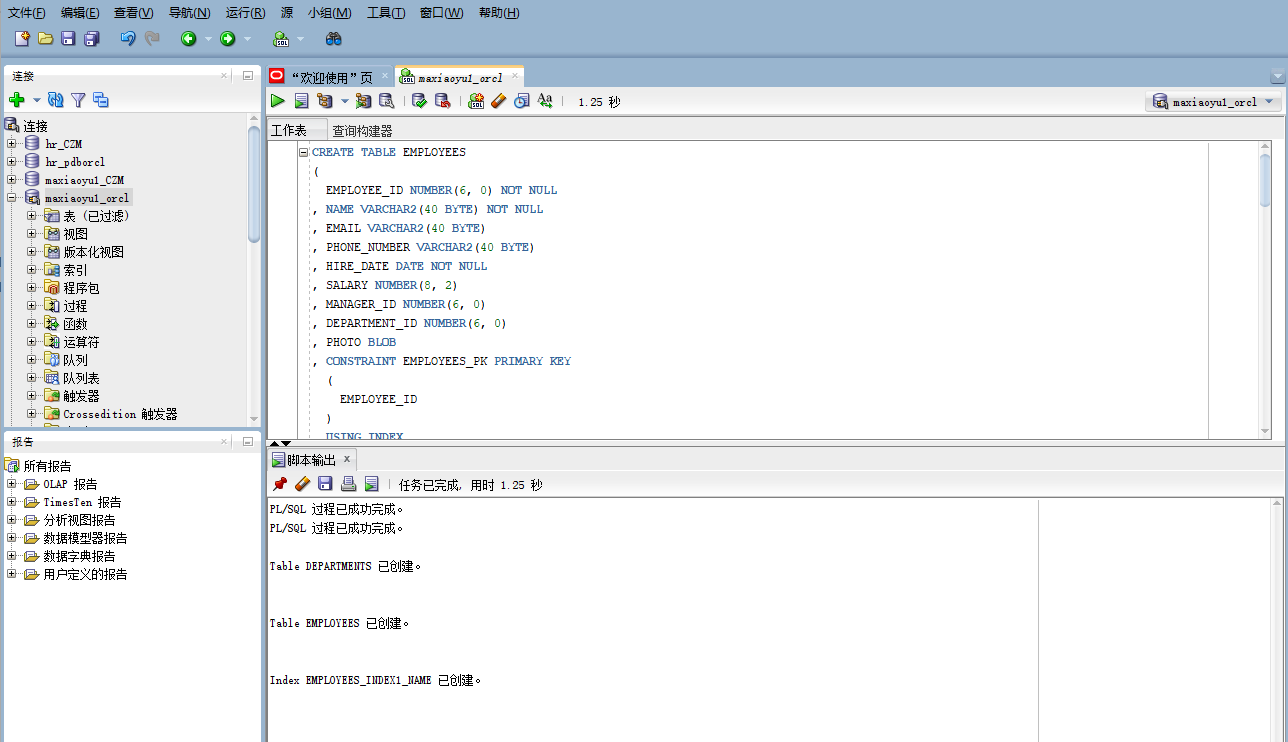 文件(F) 编辑(E) 查看(V) 导航(N) 运行(R) 源 小组(M) 工具(T) 窗口(W) 帮助(H)
连接
连接
hr_CZM
hr_pdborcl
maxiaoyu1_CZM
maxiaoyu1_orcl
表 (已过滤)
视图
版本化视图
索引
程序包
过程
函数
运算符
队列
队列表
触发器
Crossedition 触发器
报告
所有报告
OLAP 报告
TimesTen 报告
分析视图报告
数据模型器报告
数据字典报告
用户定义的报告
“欢迎使用”页 maxiaoyu1_orcl
1.25 秒 maxiaoyu1_orcl
工作表 查询构建器
CREATE TABLE EMPLOYEES
(
EMPLOYEE_ID NUMBER(6, 0) NOT NULL
, NAME VARCHAR2(40 BYTE) NOT NULL
, EMAIL VARCHAR2(40 BYTE)
, PHONE_NUMBER VARCHAR2(40 BYTE)
, HIRE_DATE DATE NOT NULL
, SALARY NUMBER(8, 2)
, MANAGER_ID NUMBER(6, 0)
, DEPARTMENT_ID NUMBER(6, 0)
, PHOTO BLOB
, CONSTRAINT EMPLOYEES_PK PRIMARY KEY
(
EMPLOYEE_ID
)
USING INDEX
脚本输出 x
任务已完成, 用时 1.25 秒
PL/SQL 过程已成功完成。
PL/SQL 过程已成功完成。
Table DEPARTMENTS 已创建。
Table EMPLOYEES 已创建。
Index EMPLOYEES_INDEX1_NAME 已创建。